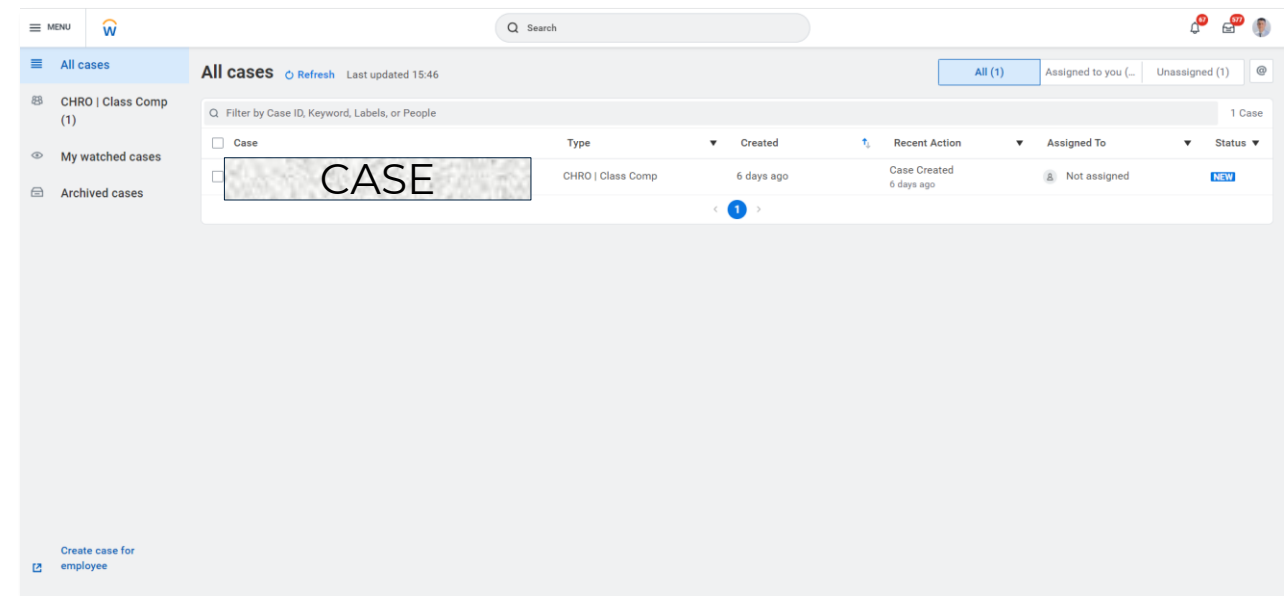 MENU
Search
67
577
All cases
CHRO | Class Comp
(1)
My watched cases
Archived cases
Create case for
employee
All cases Refresh Last updated 15:46
All (1) Assigned to you (... Unassigned (1) @
Filter by Case ID, Keyword, Labels, or People
1 Case
Case Type Created Recent Action Assigned To Status
CASE CHRO | Class Comp 6 days ago Case Created Not assigned NEW
6 days ago
1